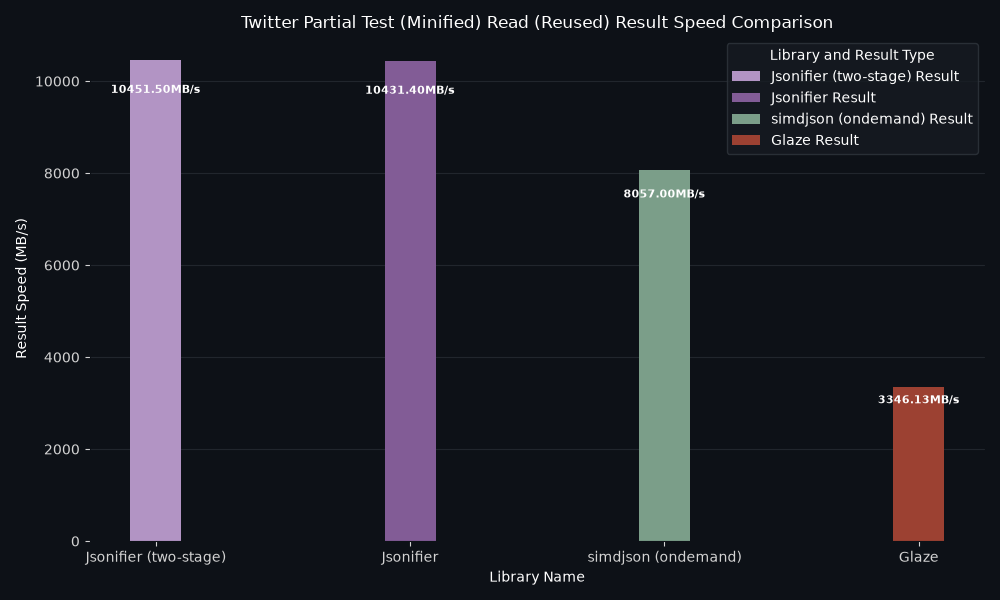 Twitter Partial Test (Minified) Read (Reused) Result Speed Comparison
Library and Result Type
Jsonifier (two-stage) Result
Jsonifier Result
simdjson (ondemand) Result
Glaze Result
10451.50MB/s
10431.40MB/s
8057.00MB/s
3346.13MB/s
Result Speed (MB/s)
10000
8000
6000
4000
2000
0
Jsonifier (two-stage)
Jsonifier
simdjson (ondemand)
Glaze
Library Name